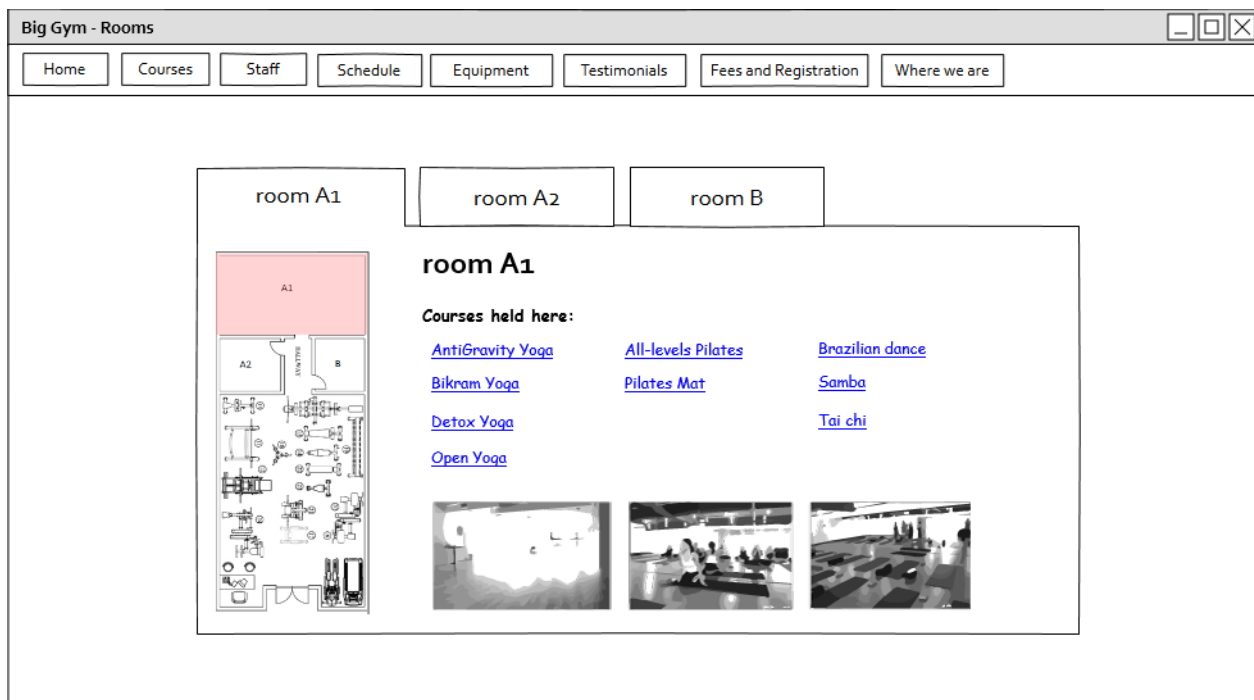 Big Gym - Rooms
Home Courses Staff Schedule Equipment Testimonials Fees and Registration Where we are
room A1 room A2 room B
room A1
Courses held here:
AntiGravity Yoga All-levels Pilates Brazilian dance
Bikram Yoga Pilates Mat Samba
Detox Yoga Tai chi
Open Yoga
A1
A2 HALLWAY B